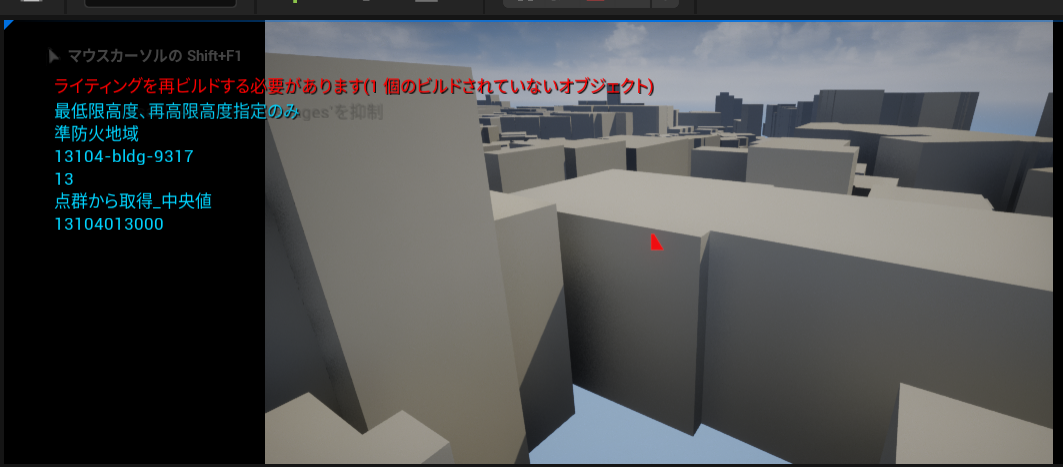 マウスカーソルの Shift+F1
ライティングを再ビルドする必要があります(1 個のビルドされていないオブジェクト)
最低限高度、再高限高度指定のみ
ages'を抑制
準防火地域
13104-bldg-9317
13
点群から取得_中央値
13104013000